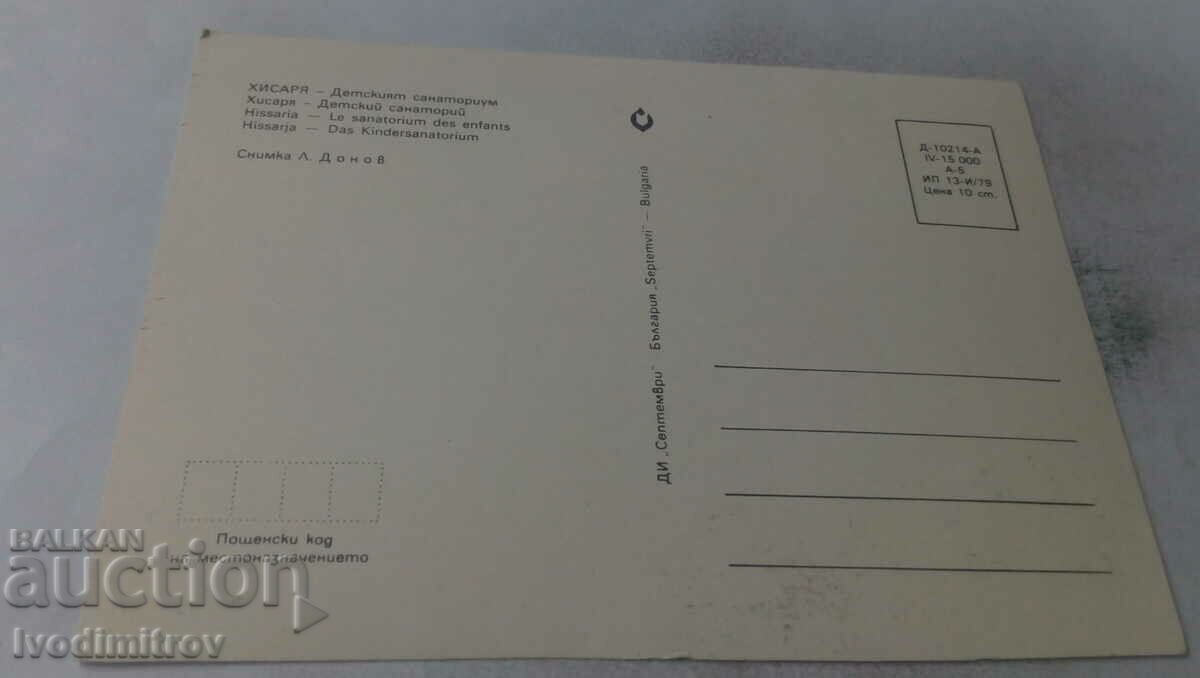 ХИСАРЯ – Детският санаториум
Хисаря – Детский санаторий
Hissaria — Le sanatorium des enfants
Hissarja — Das Kindersanatorium
Снимка Л. Донов
ДИ „Септември" България „Septemvri" — Bulgaria
Д-10214-А
IV-15 000
А-5
ИП 13-И/79
Цена 10 ст.
Пощенски код
на местоназначението
BALKAN
auction
Ivodimitrov